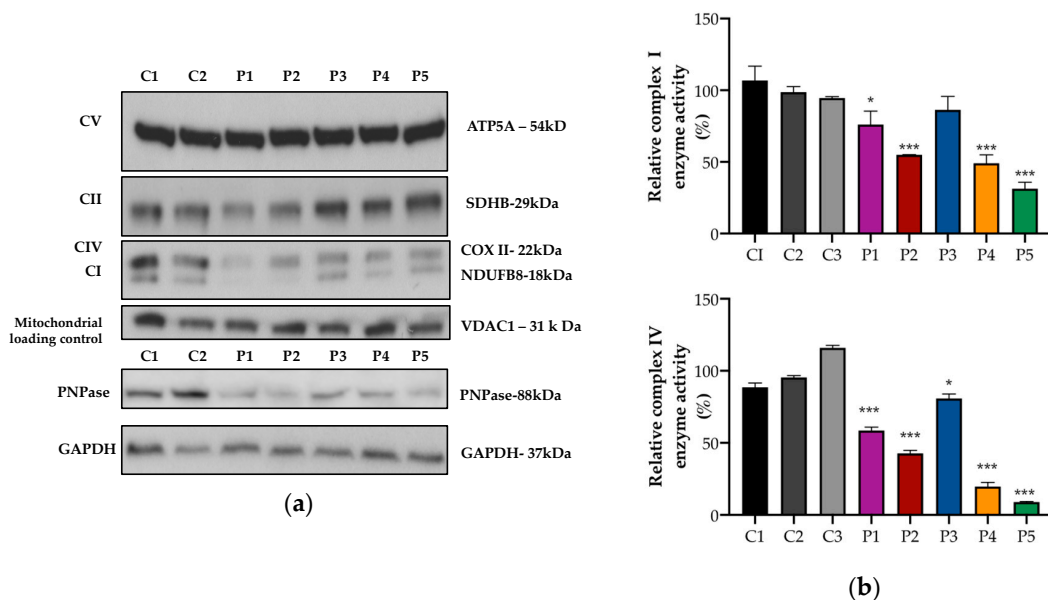 C1 C2 P1 P2 P3 P4 P5
CV
ATP5A – 54kD
CII
SDHB-29kDa
CIV
COX II- 22kDa
CI
NDUFB8-18kDa
Mitochondrial
loading control
VDAC1 – 31 k Da
C1 C2 P1 P2 P3 P4 P5
PNPase
PNPase-88kDa
GAPDH
GAPDH- 37kDa
(a)
Relative complex I
enzyme activity
(%)
150
100
50
0
*
***
***
***
CI C2 C3 P1 P2 P3 P4 P5
Relative complex IV
enzyme activity
(%)
150
100
50
0
***
***
*
***
***
C1 C2 C3 P1 P2 P3 P4 P5
(b)